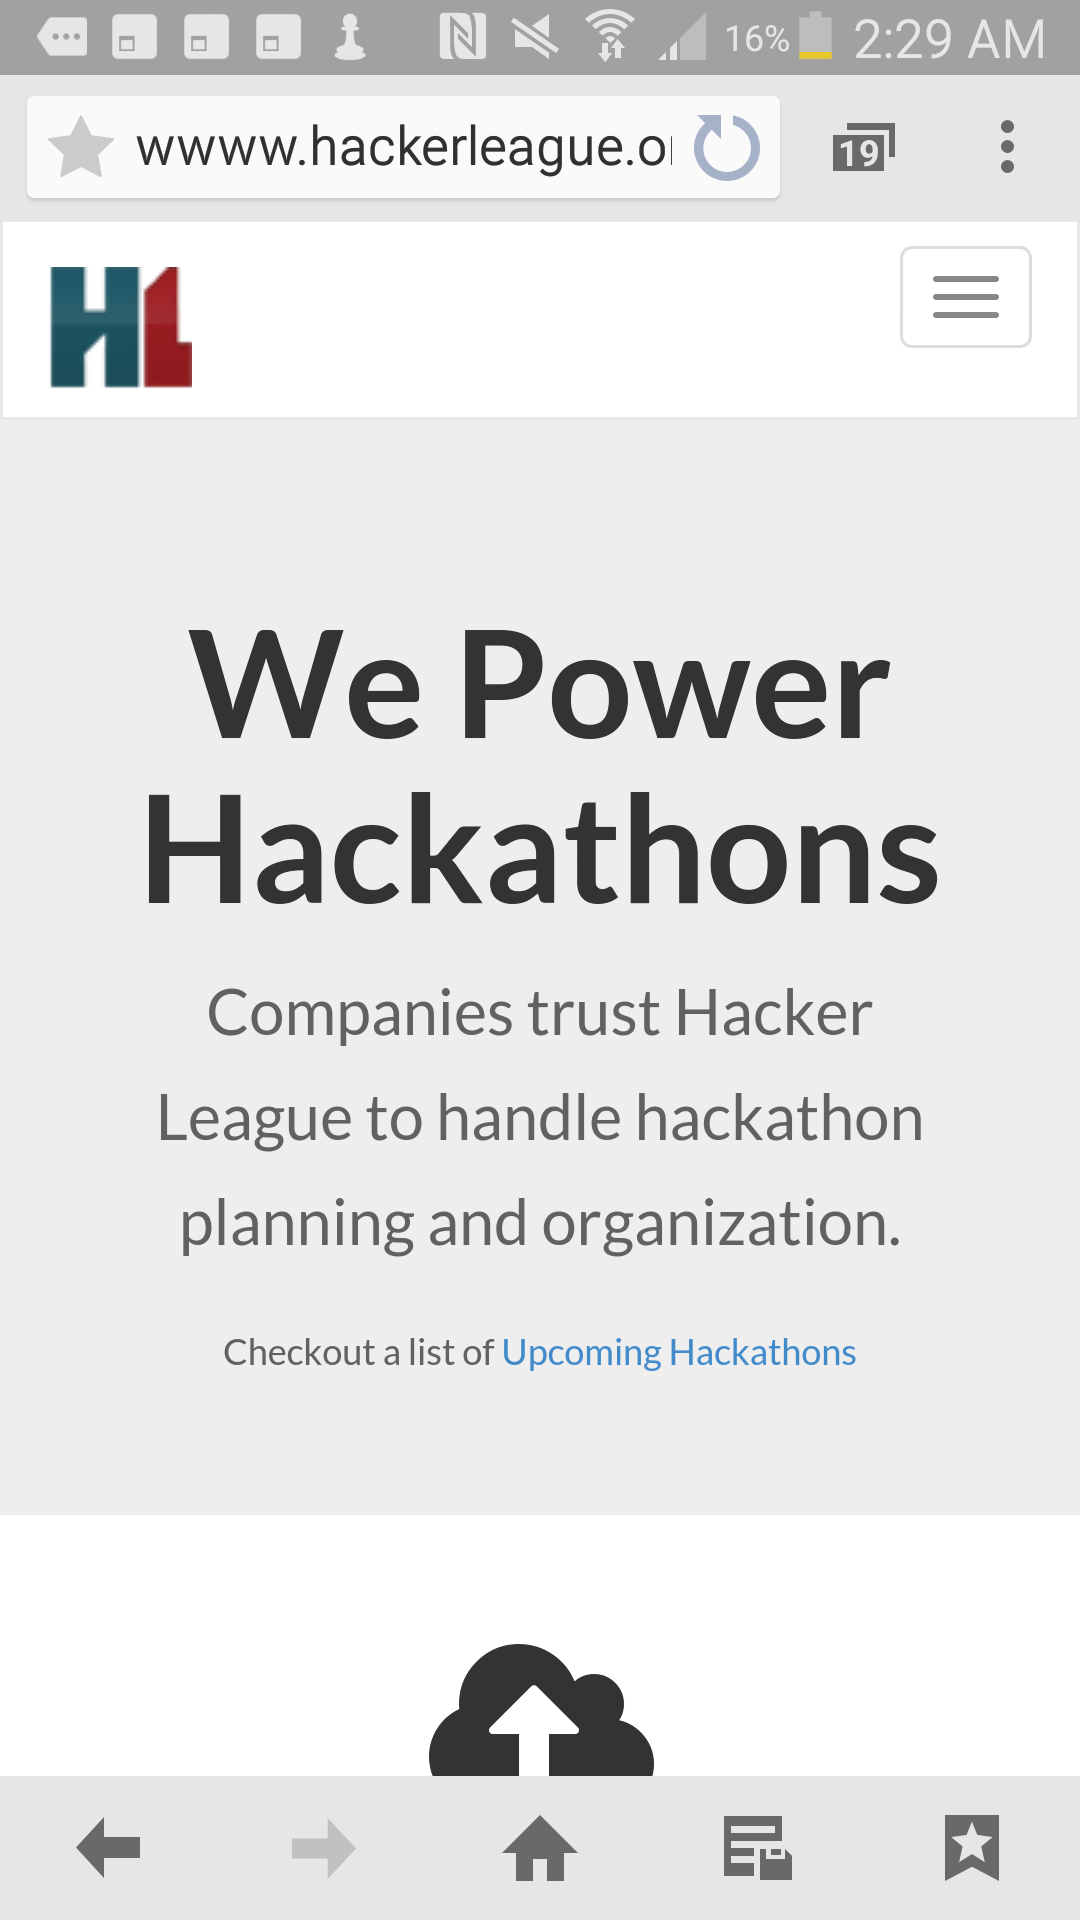 16% 2:29 AM
wwww.hackerleague.o
19
HL
We Power
Hackathons
Companies trust Hacker
League to handle hackathon
planning and organization.
Checkout a list of Upcoming Hackathons